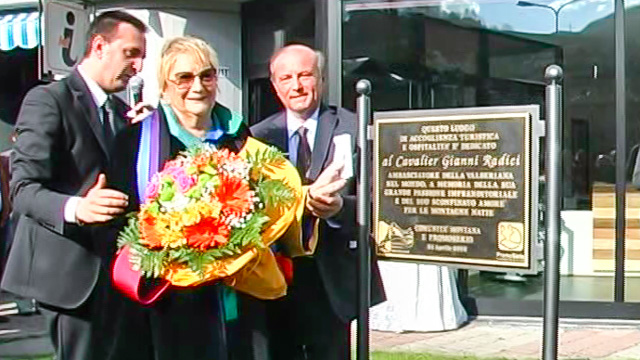 QUESTO LUOGO
DI ACCOGLIENZA TURISTICA
E OSPITALITA' E' DEDICATO
al Cavalier Gianni Radici
AMBASCIATORE DELLA VALSERIANA
NEL MONDO, A MEMORIA DELLA SUA
GRANDE PASSIONE IMPRENDITORIALE
E DEL SUO SCONFINATO AMORE
PER LE MONTAGNE NATIE
COMUNITA' MONTANA
E PROMOSERIO
i